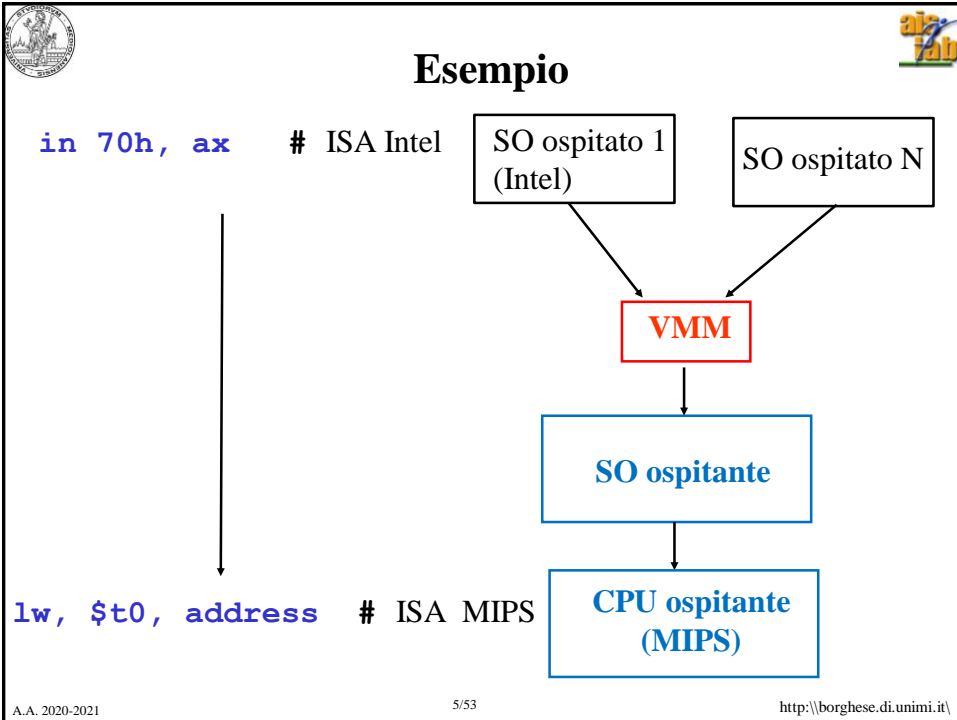 Esempio
in 70h, ax # ISA Intel
SO ospitato 1
(Intel)
SO ospitato N
VMM
SO ospitante
lw, $t0, address # ISA MIPS
CPU ospitante
(MIPS)
A.A. 2020-2021
5/53
http:\\borghese.di.unimi.it\